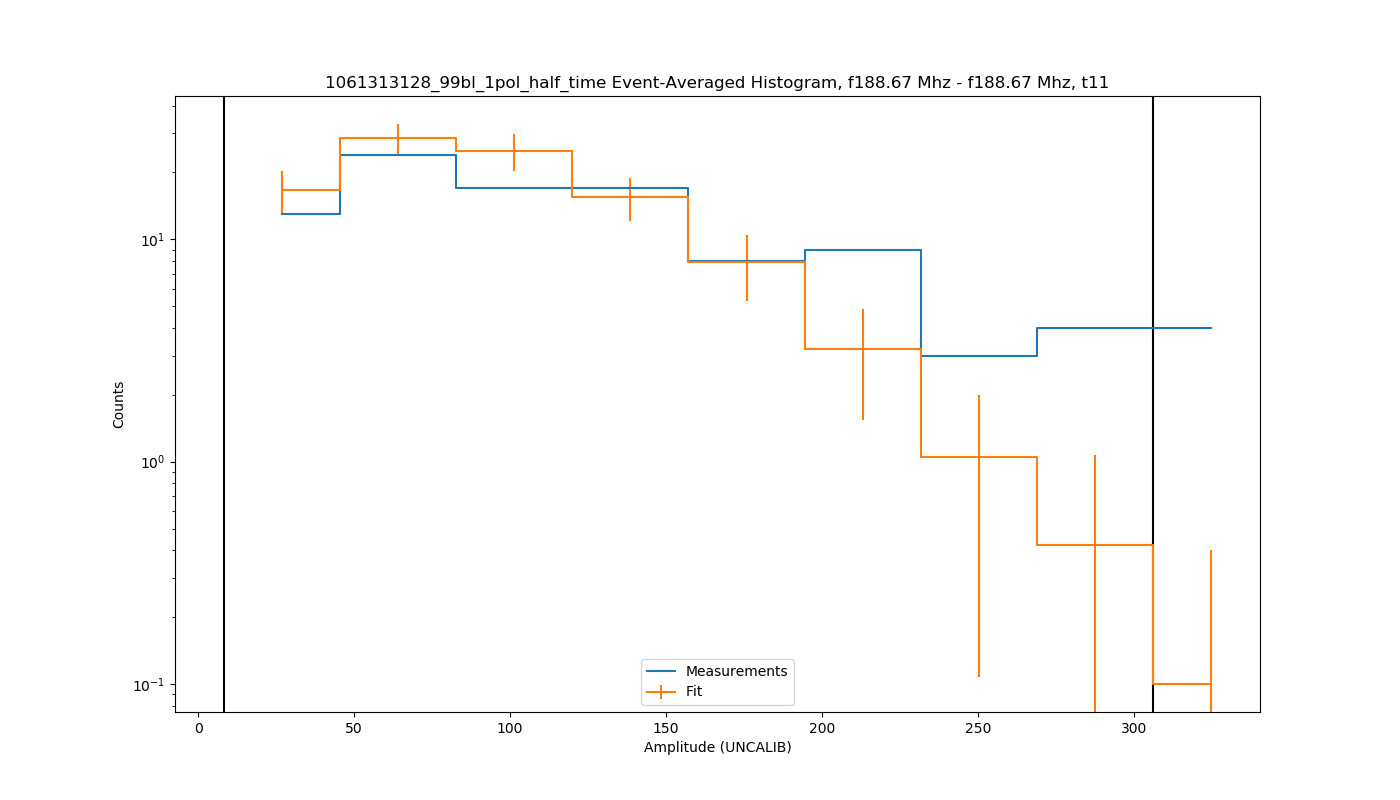 1061313128_99bl_1pol_half_time Event-Averaged Histogram, f188.67 Mhz - f188.67 Mhz, t11
Counts
10¹
10⁰
10⁻¹
Measurements
Fit
0 50 100 150 200 250 300
Amplitude (UNCALIB)